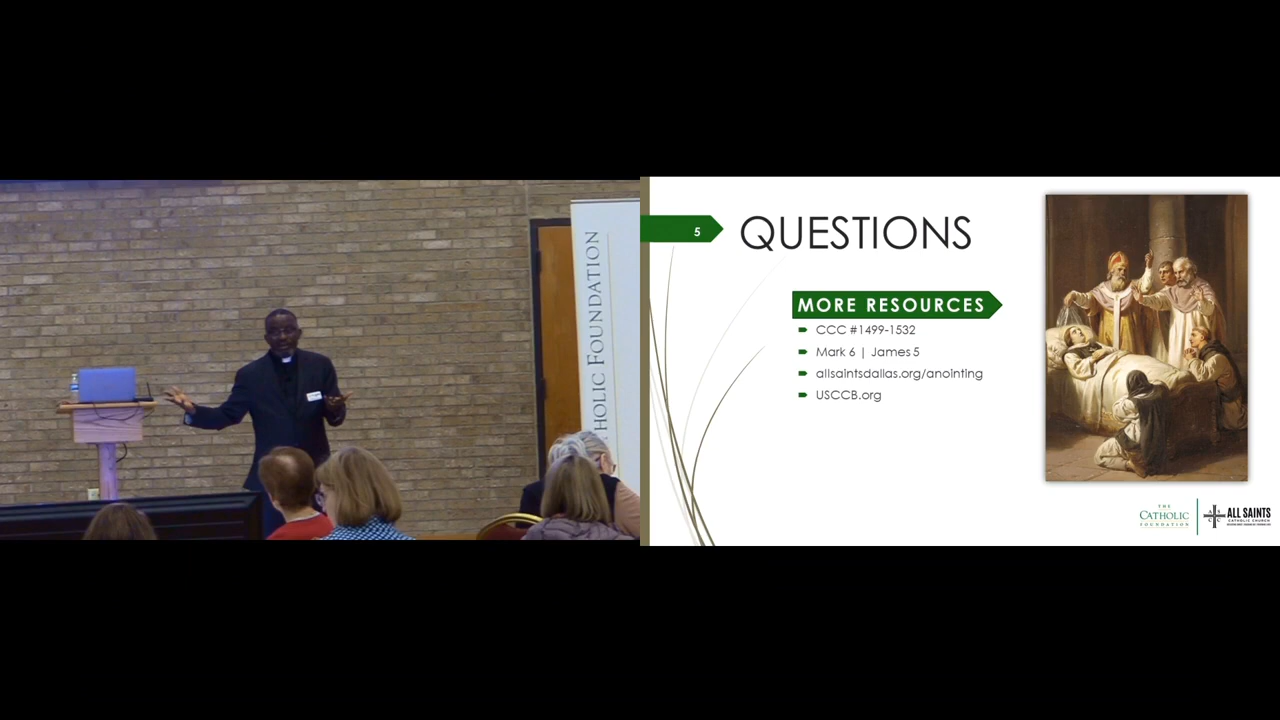 HOLIC FOUNDATION
5
QUESTIONS
MORE RESOURCES
CCC #1499-1532
Mark 6 | James 5
allsaintsdallas.org/anointing
USCCB.org
THE
CATHOLIC
FOUNDATION
ALL SAINTS
CATHOLIC CHURCH